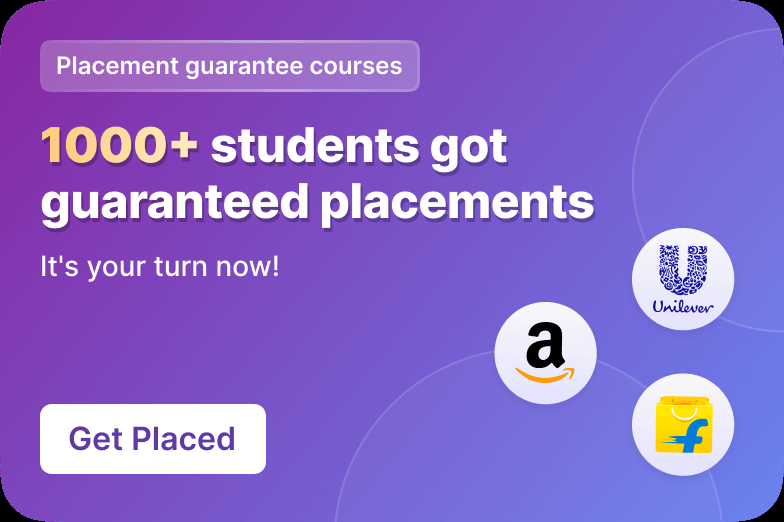 Placement guarantee courses
1000+ students got
guaranteed placements
It's your turn now!
Unilever
a
f
Get Placed